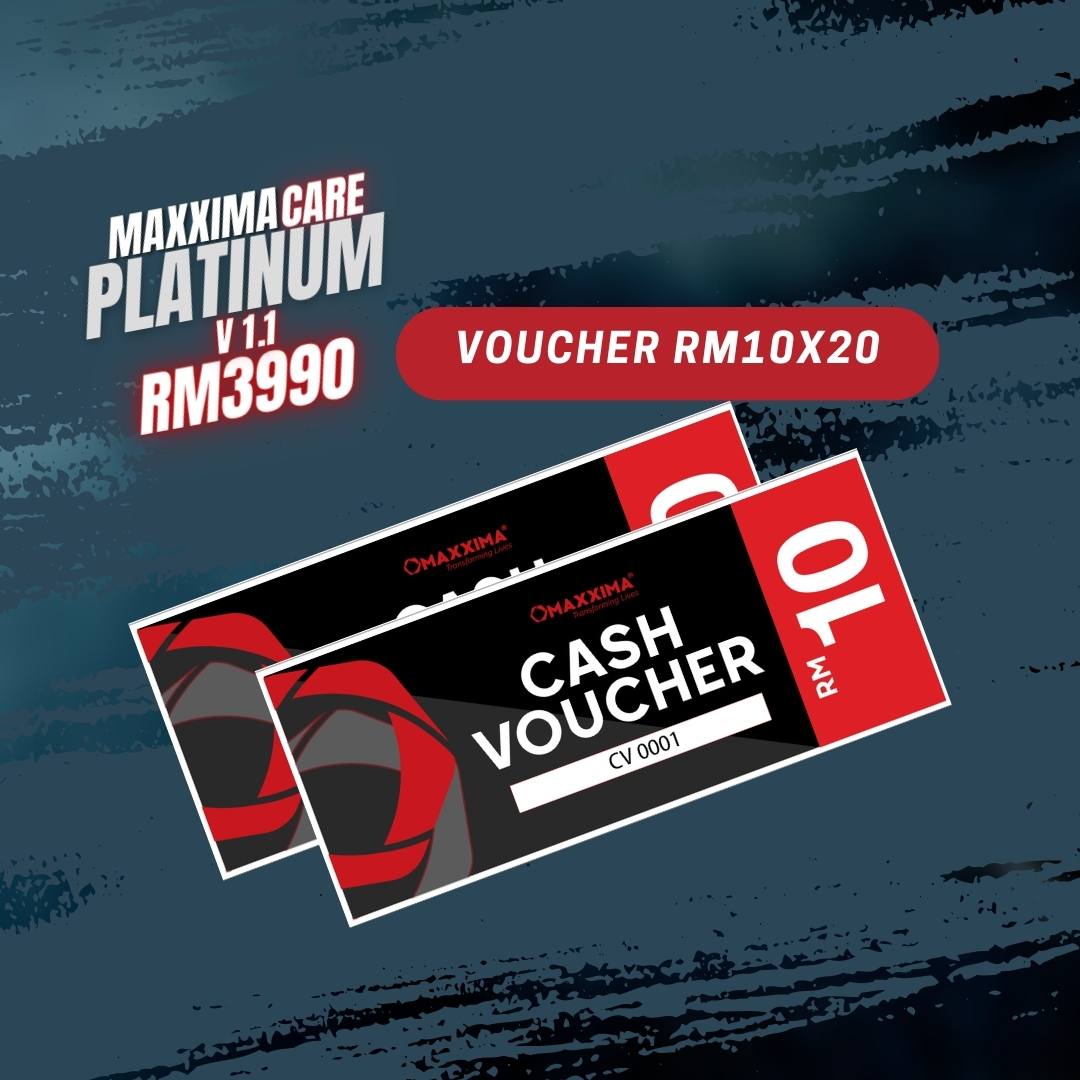 MAXXIMA CARE
PLATINUM
V 1.1
RM3990
VOUCHER RM10X20
MAXXIMA®
Transforming Lives
MAXXIMA®
Transforming Lives
CASH
VOUCHER
CV 0001
RM 10